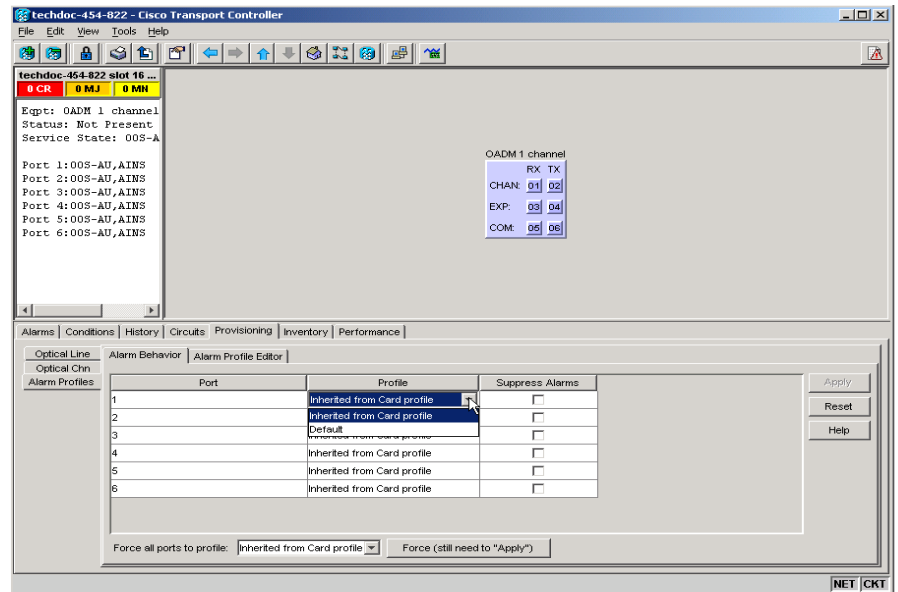 techdoc-454-822 - Cisco Transport Controller
File Edit View Tools Help
techdoc-454-822 slot 16 ...
0 CR 0 MJ 0 MN
Eqpt: OADM 1 channel
Status: Not Present
Service State: OOS-A
Port 1:OOS-AU,AINS
Port 2:OOS-AU,AINS
Port 3:OOS-AU,AINS
Port 4:OOS-AU,AINS
Port 5:OOS-AU,AINS
Port 6:OOS-AU,AINS
OADM 1 channel
RX TX
CHAN: 01 02
EXP: 03 04
COM: 05 06
Alarms Conditions History Circuits Provisioning Inventory Performance
Optical Line
Optical Chn
Alarm Profiles
Alarm Behavior Alarm Profile Editor
Port Profile Suppress Alarms
1 Inherited from Card profile
2 Inherited from Card profile
Default
3 Inherited from Card profile
4 Inherited from Card profile
5 Inherited from Card profile
6 Inherited from Card profile
Apply
Reset
Help
Force all ports to profile: Inherited from Card profile Force (still need to "Apply")
NET CKT